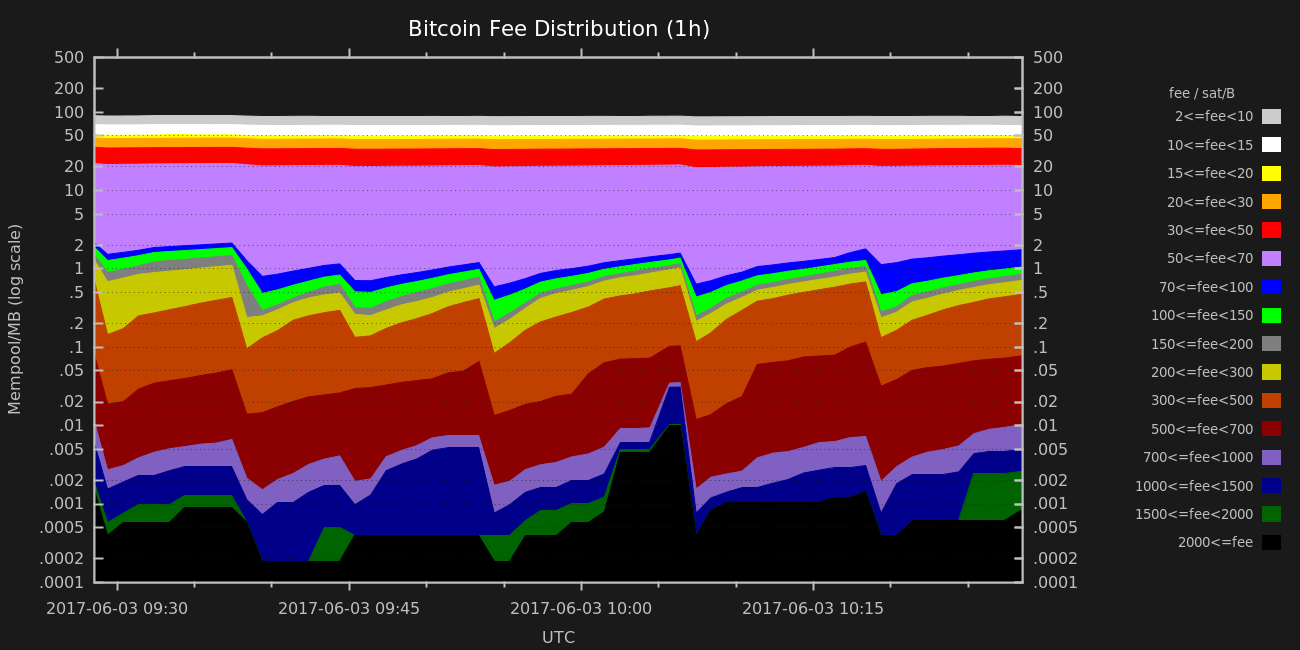 Bitcoin Fee Distribution (1h)
Mempool/MB (log scale)
500
200
100
50
20
10
5
2
1
.5
.2
.1
.05
.02
.01
.005
.002
.001
.0005
.0002
.0001
500
200
100
50
20
10
5
2
1
.5
.2
.1
.05
.02
.01
.005
.002
.001
.0005
.0002
.0001
2017-06-03 09:30
2017-06-03 09:45
2017-06-03 10:00
2017-06-03 10:15
UTC
fee / sat/B
2<=fee<10
10<=fee<15
15<=fee<20
20<=fee<30
30<=fee<50
50<=fee<70
70<=fee<100
100<=fee<150
150<=fee<200
200<=fee<300
300<=fee<500
500<=fee<700
700<=fee<1000
1000<=fee<1500
1500<=fee<2000
2000<=fee